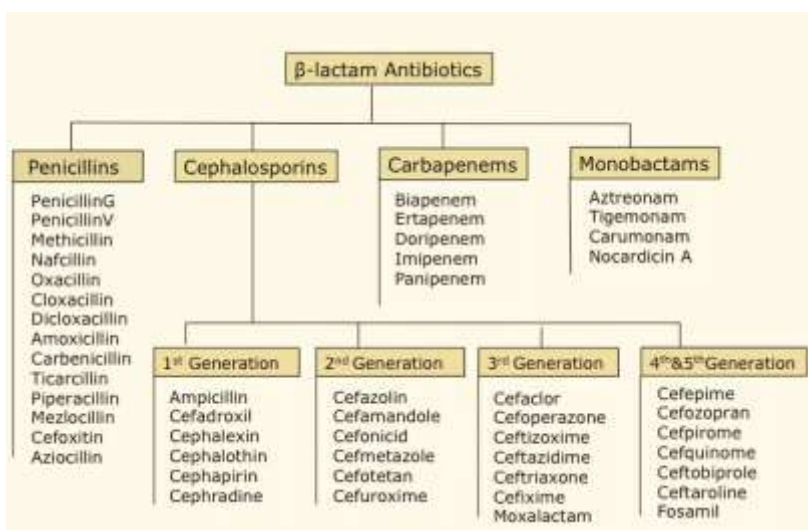 β-lactam Antibiotics
Penicillins
PenicillinG
PenicillinV
Methicillin
Nafcillin
Oxacillin
Cloxacillin
Dicloxacillin
Amoxicillin
Carbenicillin
Ticarcillin
Piperacillin
Mezlocillin
Cefoxitin
Aziocillin
Cephalosporins
1st Generation
Ampicillin
Cefadroxil
Cephalexin
Cephalothin
Cephapirin
Cephradine
2nd Generation
Cefazolin
Cefamandole
Cefonicid
Cefmetazole
Cefotetan
Cefuroxime
3rd Generation
Cefaclor
Cefoperazone
Ceftizoxime
Ceftazidime
Ceftriaxone
Cefixime
Moxalactam
4th&5thGeneration
Cefepime
Cefozopran
Cefpirome
Cefquinome
Ceftobiprole
Ceftaroline
Fosamil
Carbapenems
Biapenem
Ertapenem
Doripenem
Imipenem
Panipenem
Monobactams
Aztreonam
Tigemonam
Carumonam
Nocardicin A